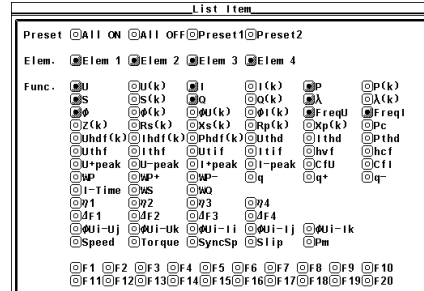 List Item
Preset All ON All OFF Preset1 Preset2
Elem. Elem 1 Elem 2 Elem 3 Elem 4
Func. U U(k) I I(k) P P(k)
S S(k) Q Q(k) λ λ(k)
ϕ ϕ(k) ϕU(k) ϕI(k) FreqU FreqI
Z(k) Rs(k) Xs(k) Rp(k) Xp(k) Pc
Uhdf(k) Ihdf(k) Phdf(k) Uthd Ithd Pthd
Uthf Ithf Utif Itif hvf hcf
U+peak U-peak I+peak I-peak CfU CfI
WP WP+ WP- q q+ q-
I-Time WS WQ
η1 η2 η3 η4
ΔF1 ΔF2 ΔF3 ΔF4
ϕUi-Uj ϕUi-Uk ϕUi-Ii ϕUi-Ij ϕUi-Ik
Speed Torque SyncSp Slip Pm
F1 F2 F3 F4 F5 F6 F7 F8 F9 F10
F11 F12 F13 F14 F15 F16 F17 F18 F19 F20